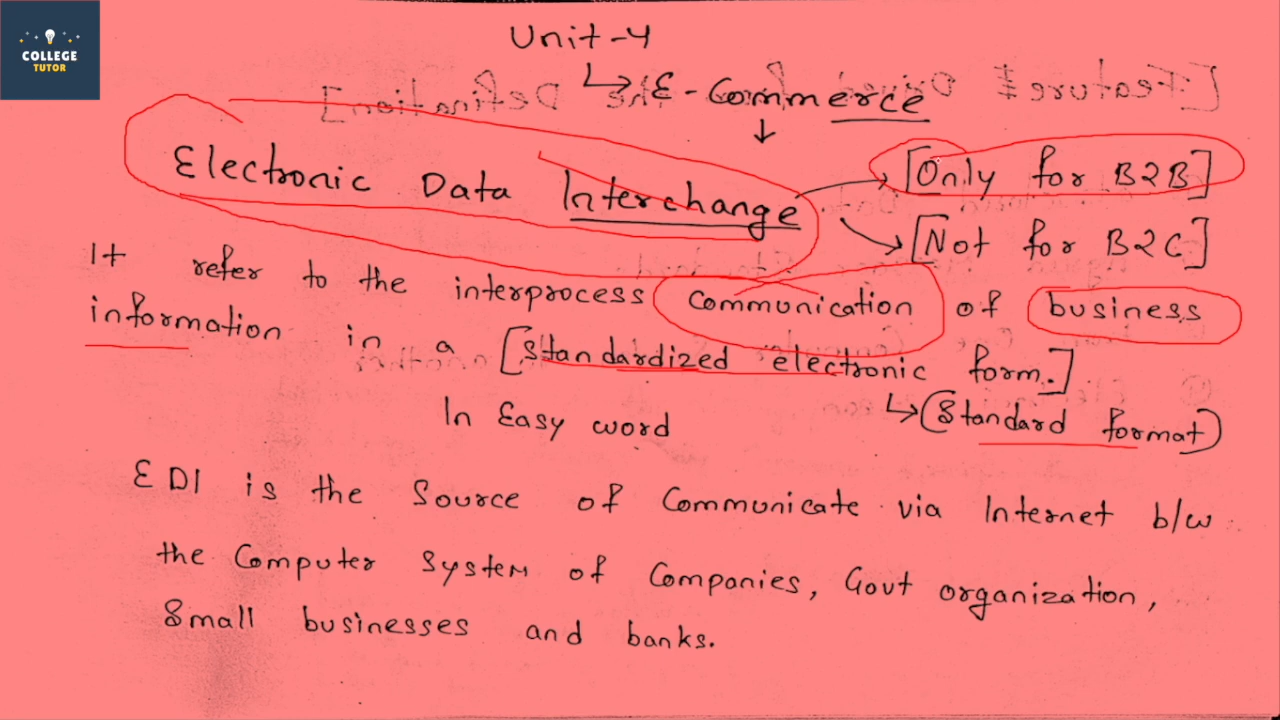 COLLEGE
TUTOR
Unit-4
↳ E-Commerce
↓
Electronic Data Interchange
[Only for B2B]
[Not for B2C]
It refer to the interprocess Communication of business
information in a [Standardized electronic form.]
↳ (Standard format)
In Easy word
EDI is the Source of Communicate via Internet b/w
the Computer System of Companies, Govt organization,
Small businesses and banks.